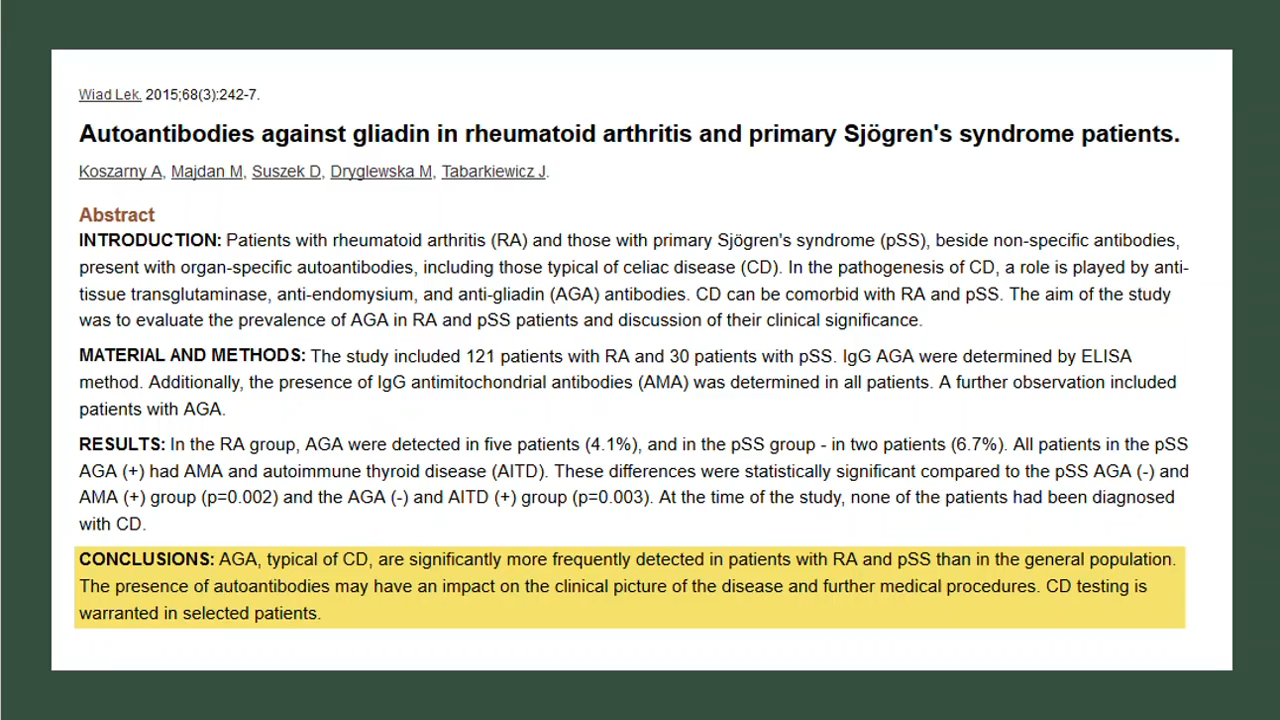 Wiad Lek. 2015;68(3):242-7.
Autoantibodies against gliadin in rheumatoid arthritis and primary Sjögren's syndrome patients.
Koszarny A, Majdan M, Suszek D, Dryglewska M, Tabarkiewicz J.
Abstract
INTRODUCTION: Patients with rheumatoid arthritis (RA) and those with primary Sjögren's syndrome (pSS), beside non-specific antibodies,
present with organ-specific autoantibodies, including those typical of celiac disease (CD). In the pathogenesis of CD, a role is played by anti-
tissue transglutaminase, anti-endomysium, and anti-gliadin (AGA) antibodies. CD can be comorbid with RA and pSS. The aim of the study
was to evaluate the prevalence of AGA in RA and pSS patients and discussion of their clinical significance.
MATERIAL AND METHODS: The study included 121 patients with RA and 30 patients with pSS. IgG AGA were determined by ELISA
method. Additionally, the presence of IgG antimitochondrial antibodies (AMA) was determined in all patients. A further observation included
patients with AGA.
RESULTS: In the RA group, AGA were detected in five patients (4.1%), and in the pSS group - in two patients (6.7%). All patients in the pSS
AGA (+) had AMA and autoimmune thyroid disease (AITD). These differences were statistically significant compared to the pSS AGA (-) and
AMA (+) group (p=0.002) and the AGA (-) and AITD (+) group (p=0.003). At the time of the study, none of the patients had been diagnosed
with CD.
CONCLUSIONS: AGA, typical of CD, are significantly more frequently detected in patients with RA and pSS than in the general population.
The presence of autoantibodies may have an impact on the clinical picture of the disease and further medical procedures. CD testing is
warranted in selected patients.